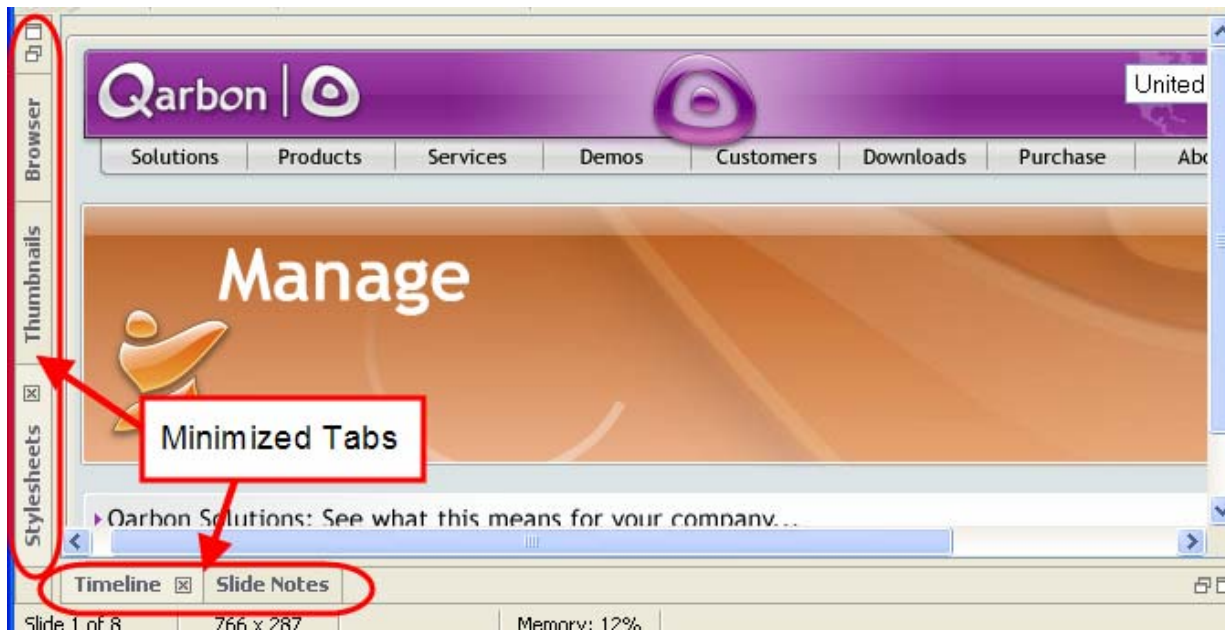 Browser
Thumbnails
Stylesheets
Qarbon
United
Solutions Products Services Demos Customers Downloads Purchase Abo
Manage
Minimized Tabs
Qarbon Solutions: See what this means for your company...
Timeline Slide Notes
Slide 1 of 8 766 x 287 Memory: 12%